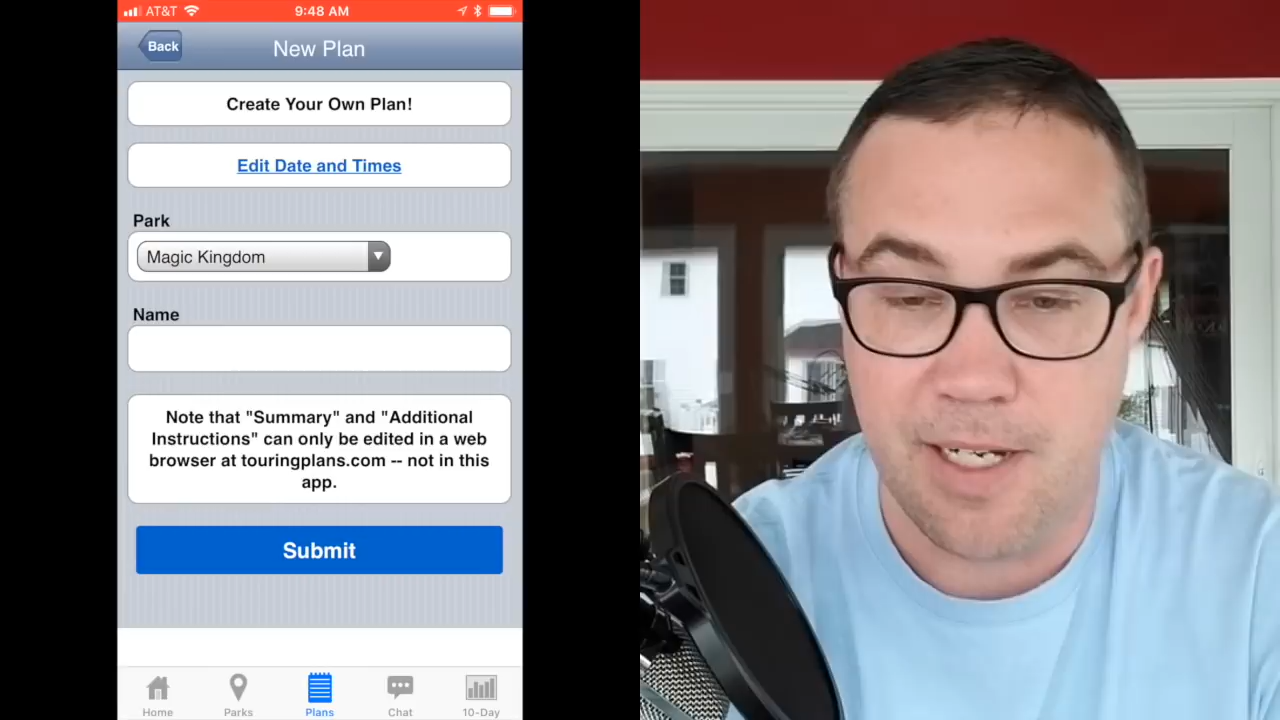 AT&T 9:48 AM
Back New Plan
Create Your Own Plan!
Edit Date and Times
Park
Magic Kingdom
Name
Note that "Summary" and "Additional
Instructions" can only be edited in a web
browser at touringplans.com -- not in this
app.
Submit
Home Parks Plans Chat 10-Day